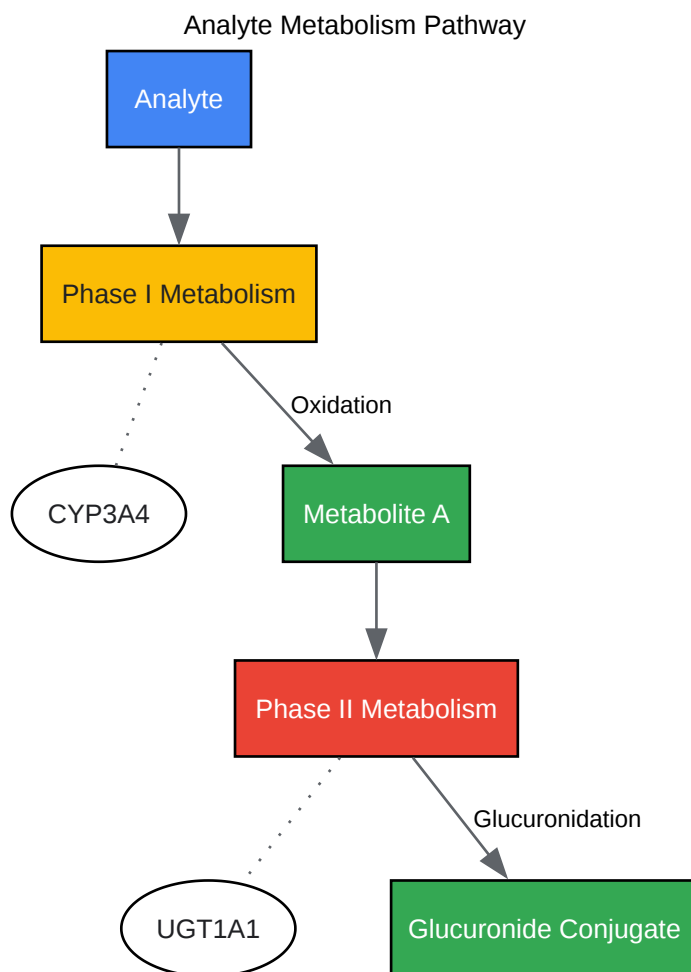 Analyte Metabolism Pathway
Analyte
Phase I Metabolism
Oxidation
CYP3A4
Metabolite A
Phase II Metabolism
Glucuronidation
UGT1A1
Glucuronide Conjugate